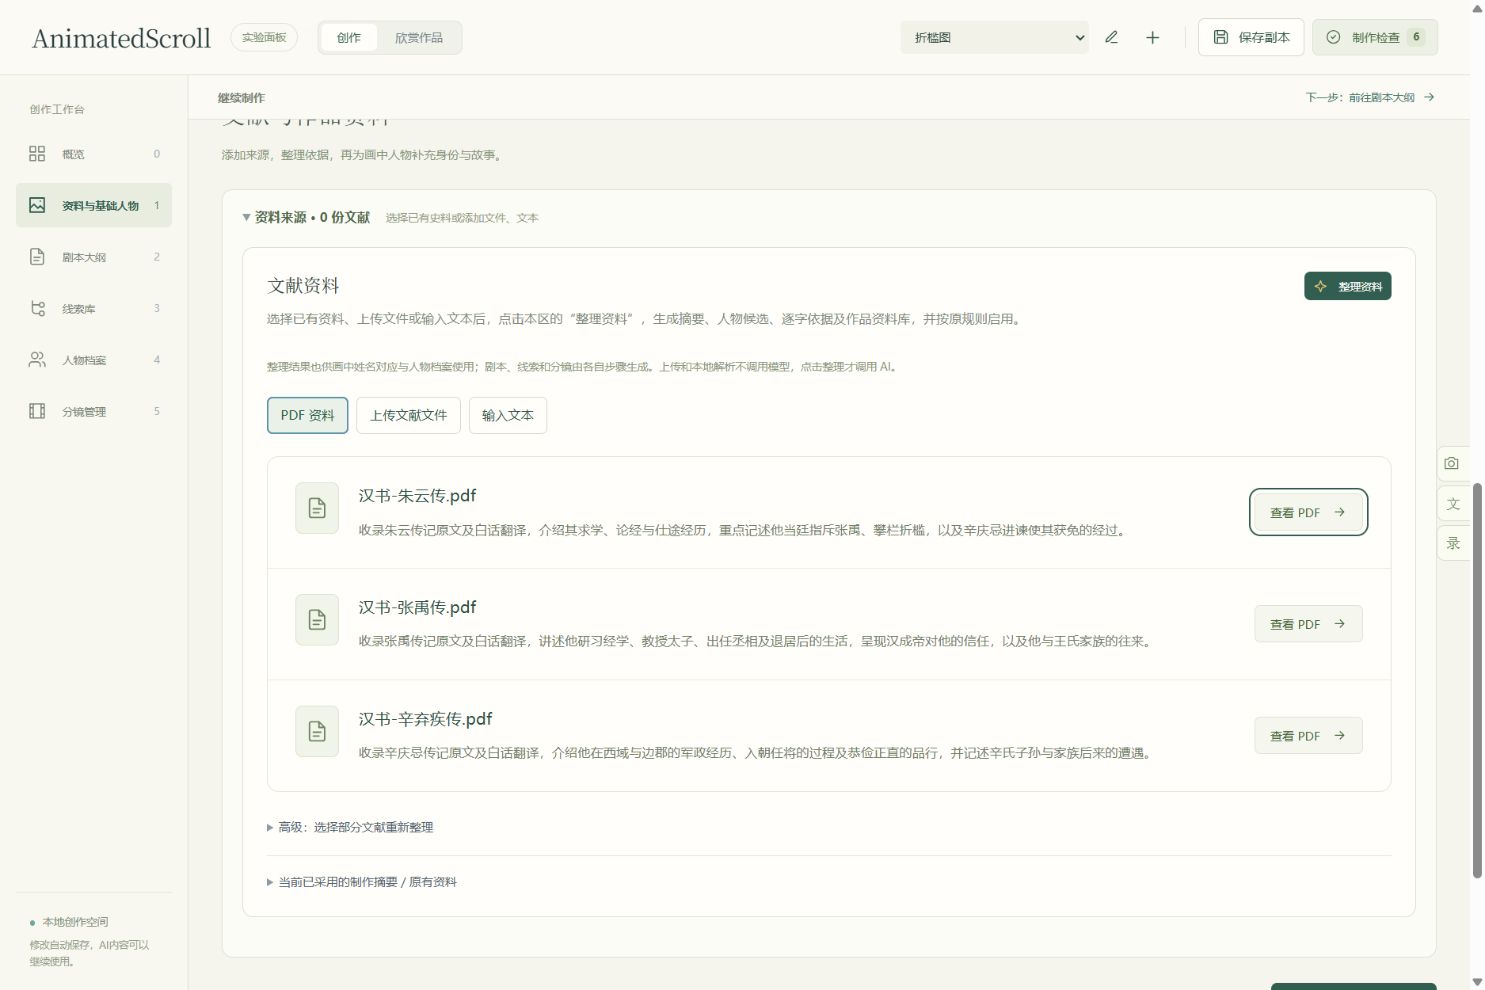 AnimatedScroll
实验面板
创作
欣赏作品
折槛图
保存副本
制作检查 6
创作工作台
概览 0
资料与基础人物 1
剧本大纲 2
线索库 3
人物档案 4
分镜管理 5
本地创作空间
修改自动保存，AI内容可以
继续使用。
继续制作
下一步：前往剧本大纲 →
文献与作品资料
添加来源，整理依据，再为画中人物补充身份与故事。
▼ 资料来源 • 0 份文献 选择已有史料或添加文件、文本
文献资料
整理资料
选择已有资料、上传文件或输入文本后，点击本区的“整理资料”，生成摘要、人物候选、逐字依据及作品资料库，并按原规则启用。
整理结果也供画中姓名对应与人物档案使用；剧本、线索和分镜由各自步骤生成。上传和本地解析不调用模型，点击整理才调用 AI。
PDF 资料
上传文献文件
输入文本
汉书-朱云传.pdf
收录朱云传记原文及白话翻译，介绍其求学、论经与仕途经历，重点记述他当廷指斥张禹、攀栏折槛，以及辛庆忌进谏使其获免的经过。
查看 PDF →
汉书-张禹传.pdf
收录张禹传记原文及白话翻译，讲述他研习经学、教授太子、出任丞相及退居后的生活，呈现汉成帝对他的信任，以及他与王氏家族的往来。
查看 PDF →
汉书-辛弃疾传.pdf
收录辛庆忌传记原文及白话翻译，介绍他在西域与边郡的军政经历、入朝任将的过程及恭俭正直的品行，并记述辛氏子孙与家族后来的遭遇。
查看 PDF →
▶ 高级：选择部分文献重新整理
▶ 当前已采用的制作摘要 / 原有资料
文
录